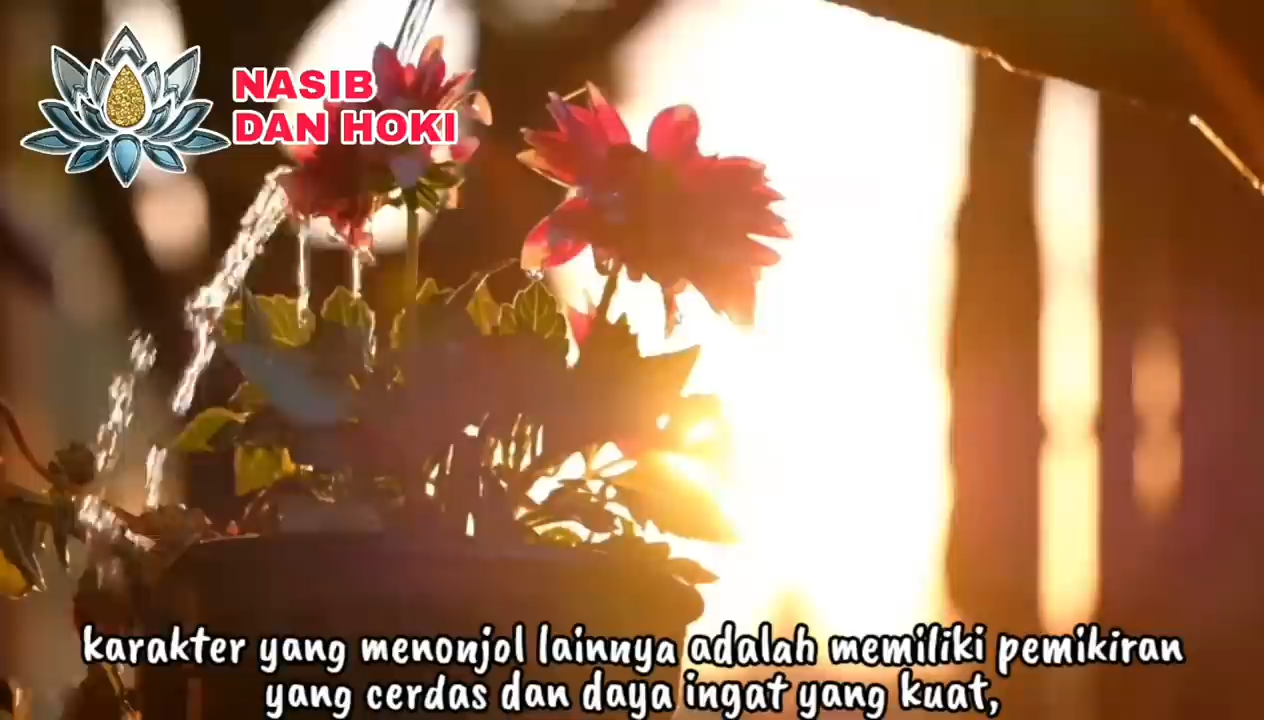 NASIB
DAN HOKI
karakter yang menonjol lainnya adalah memiliki pemikiran
yang cerdas dan daya ingat yang kuat,